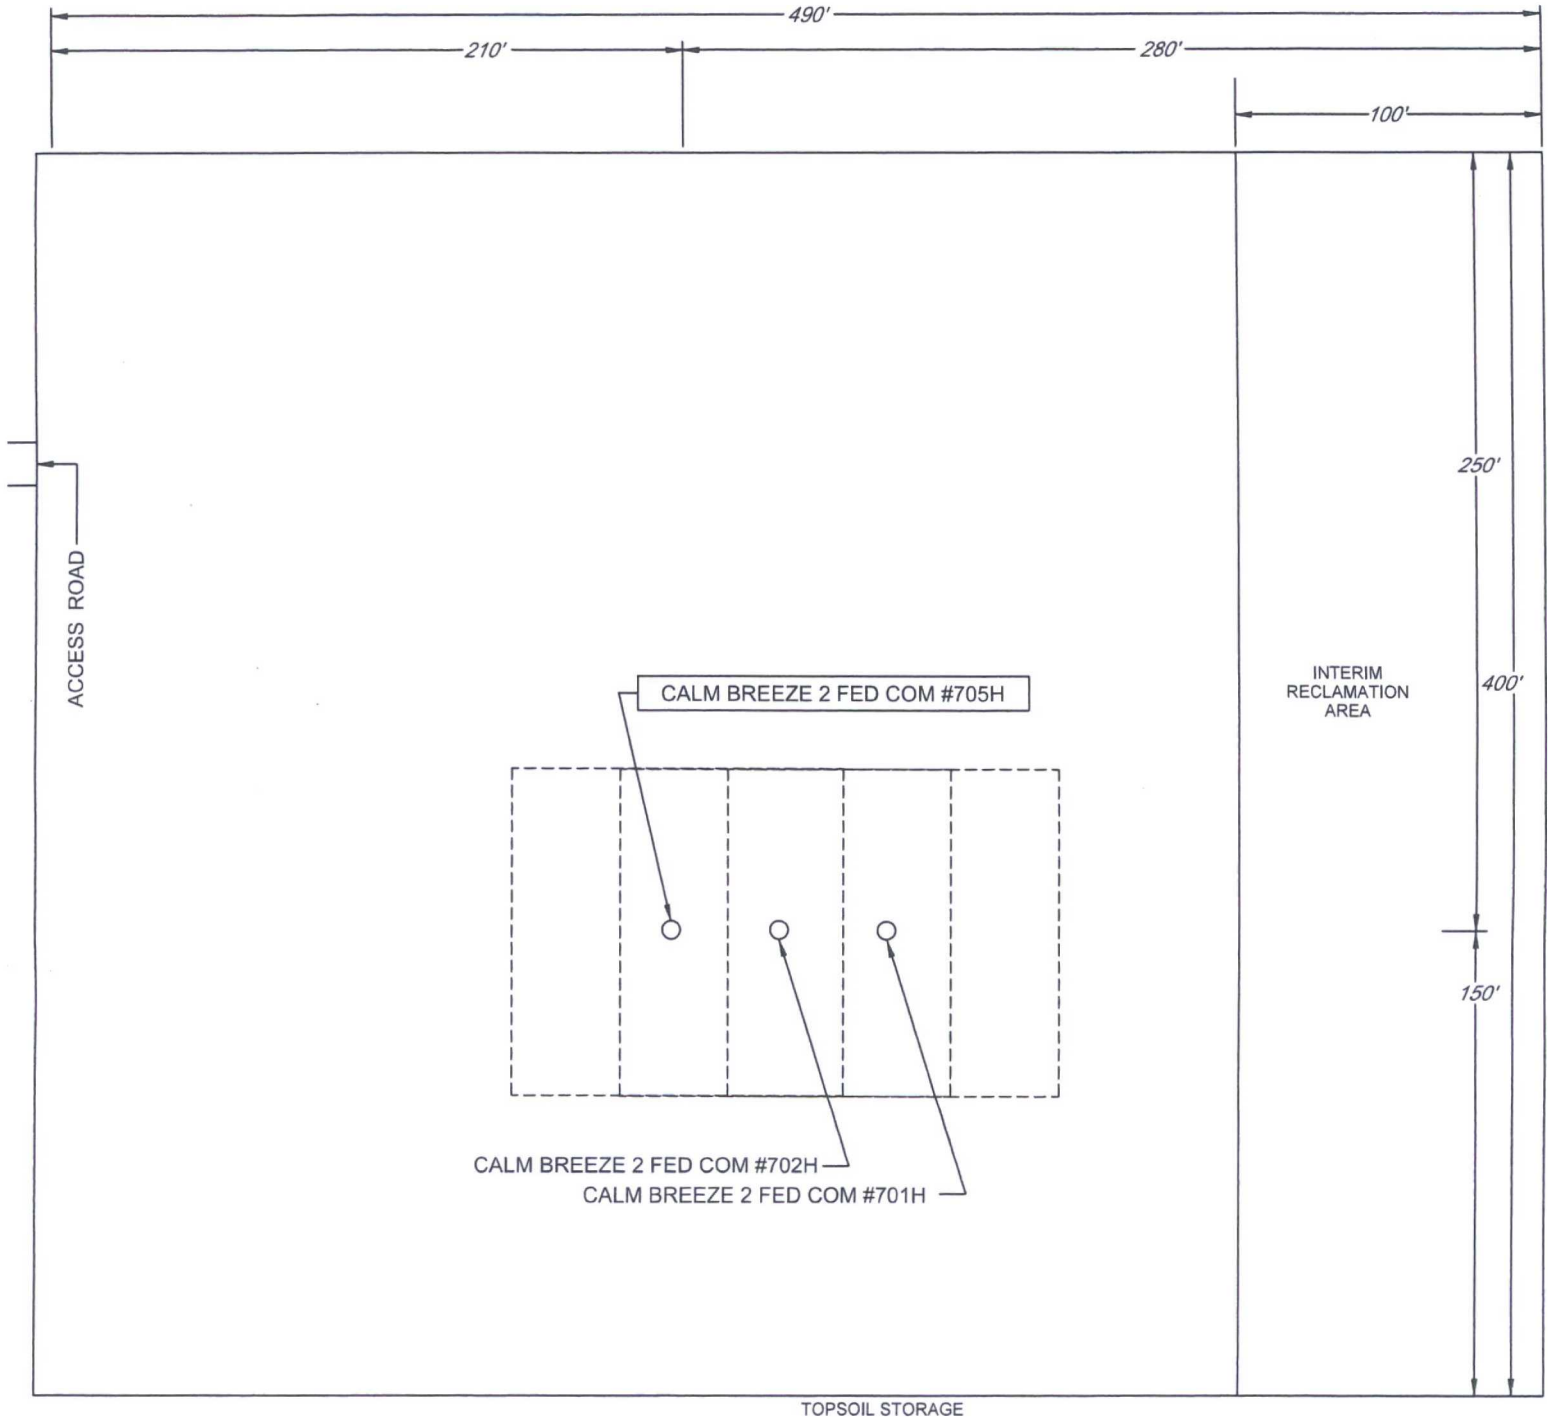 490'
210'
280'
100'
250'
ACCESS ROAD
INTERIM
RECLAMATION
AREA
400'
CALM BREEZE 2 FED COM #705H
150'
CALM BREEZE 2 FED COM #702H
CALM BREEZE 2 FED COM #701H
TOPSOIL STORAGE